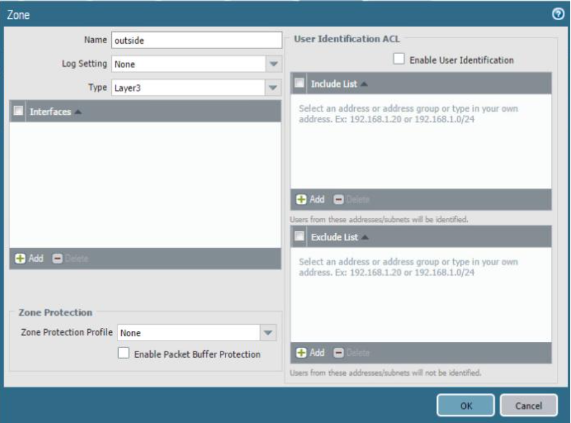 Zone
Name outside
Log Setting None
Type Layer3
Interfaces
Add Delete
Zone Protection
Zone Protection Profile None
Enable Packet Buffer Protection
User Identification ACL
Enable User Identification
Include List
Select an address or address group or type in your own
address. Ex: 192.168.1.20 or 192.168.1.0/24
Add Delete
Users from these addresses/subnets will be identified.
Exclude List
Select an address or address group or type in your own
address. Ex: 192.168.1.20 or 192.168.1.0/24
Add Delete
Users from these addresses/subnets will not be identified.
OK Cancel